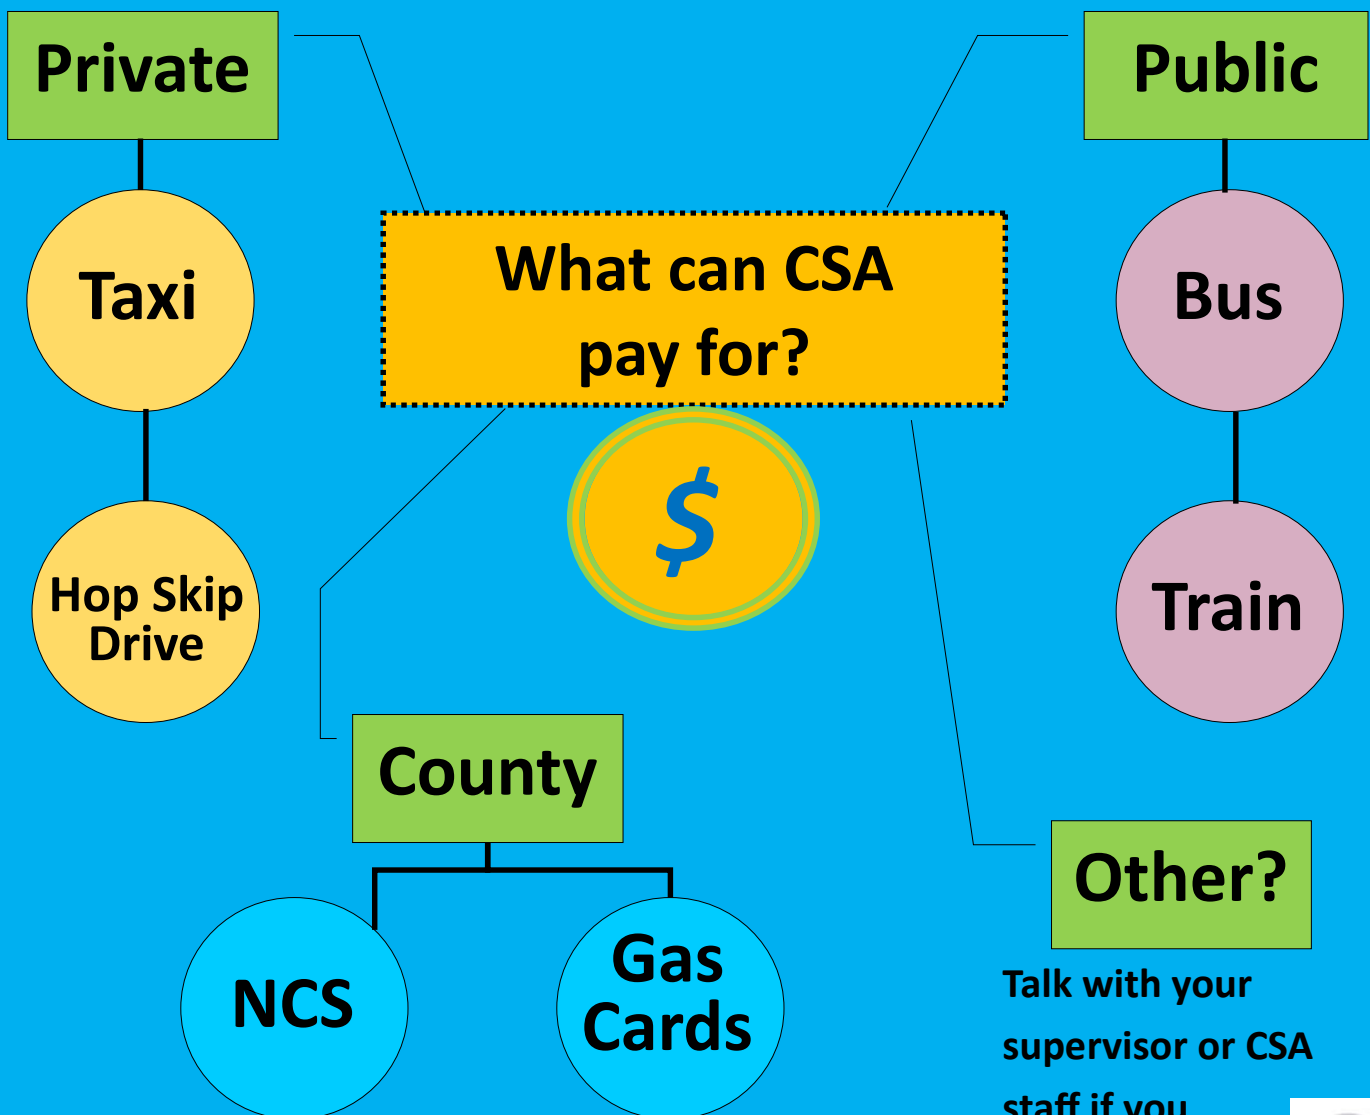 Private
Public
What can CSA
pay for?
Taxi
Bus
$
Hop Skip
Drive
Train
County
Other?
NCS
Gas
Cards
Talk with your
supervisor or CSA
staff if you